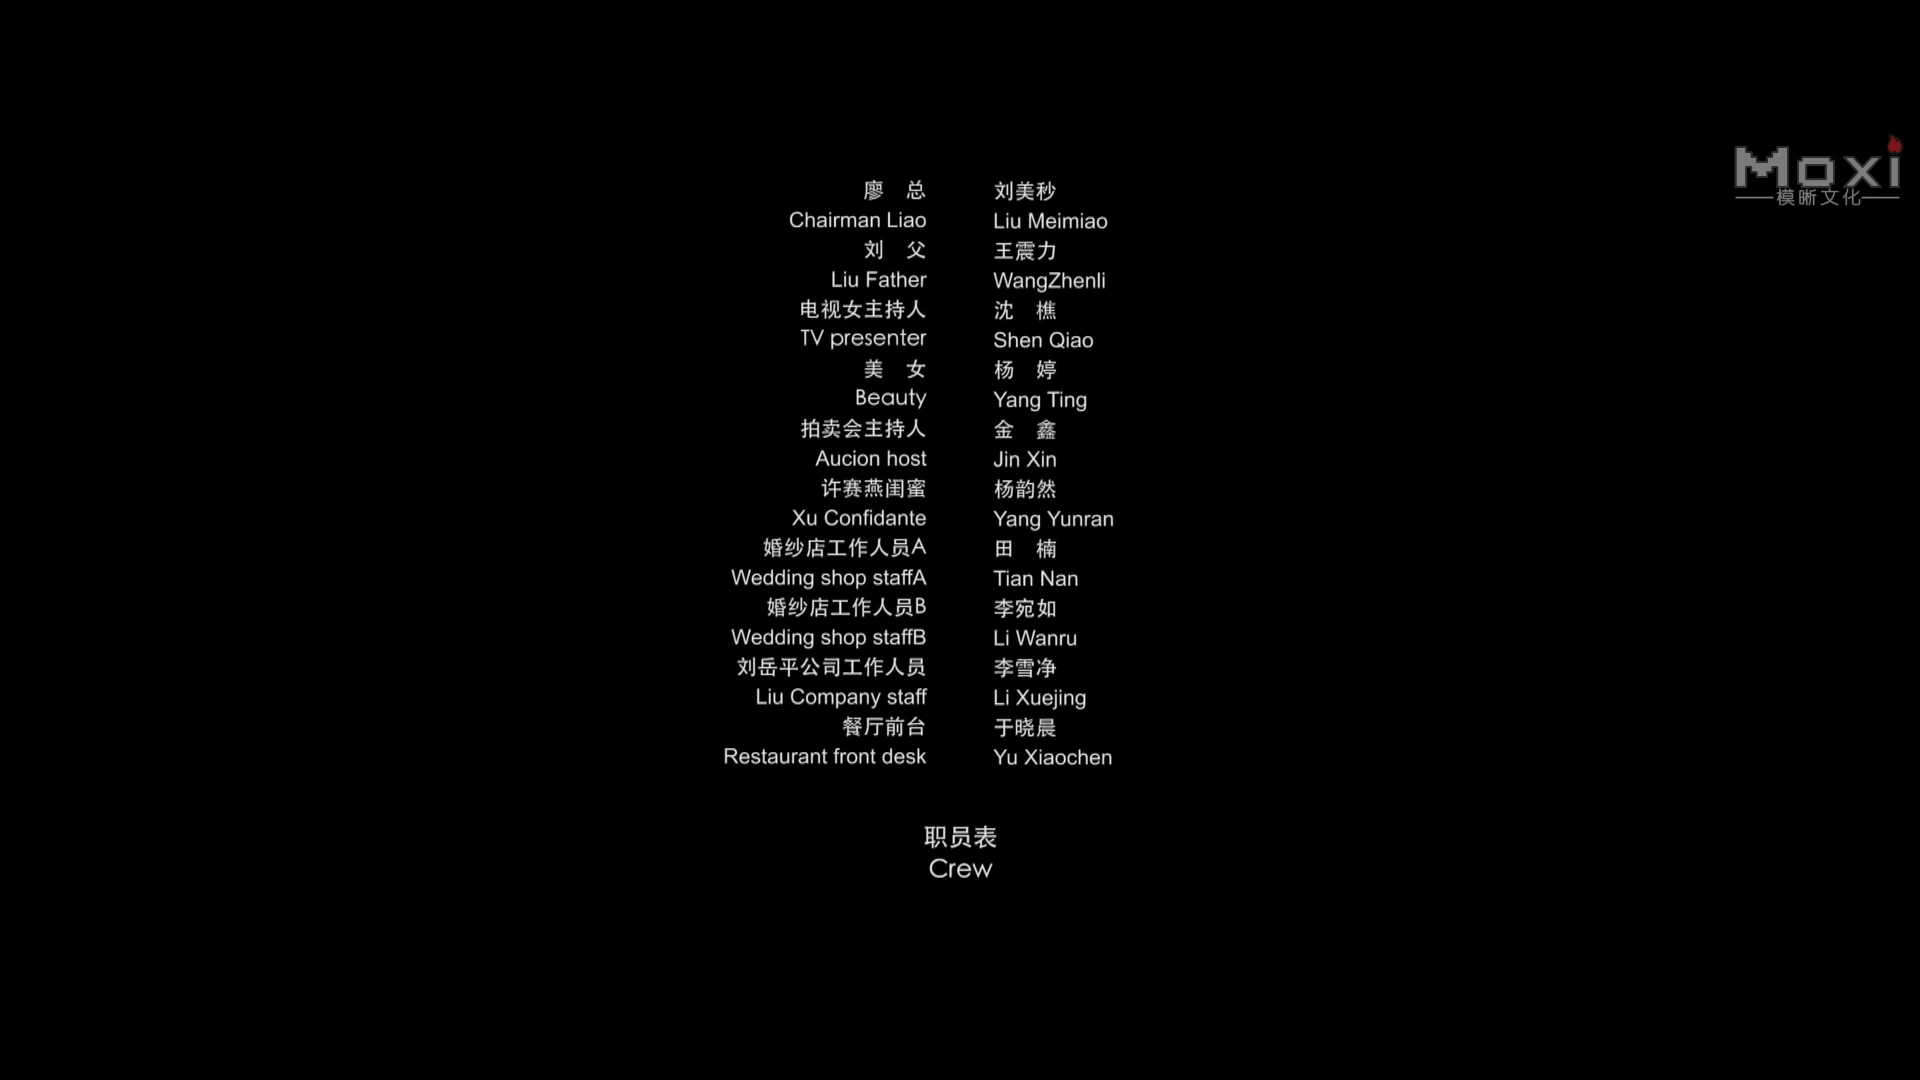 廖 总 刘美秒
Chairman Liao Liu Meimiao
刘 父 王震力
Liu Father WangZhenli
电视女主持人 沈 樵
TV presenter Shen Qiao
美 女 杨 婷
Beauty Yang Ting
拍卖会主持人 金 鑫
Aucion host Jin Xin
许赛燕闺蜜 杨韵然
Xu Confidante Yang Yunran
婚纱店工作人员A 田 楠
Wedding shop staffA Tian Nan
婚纱店工作人员B 李宛如
Wedding shop staffB Li Wanru
刘岳平公司工作人员 李雪净
Liu Company staff Li Xuejing
餐厅前台 于晓晨
Restaurant front desk Yu Xiaochen
职员表
Crew
Moxi
模晰文化